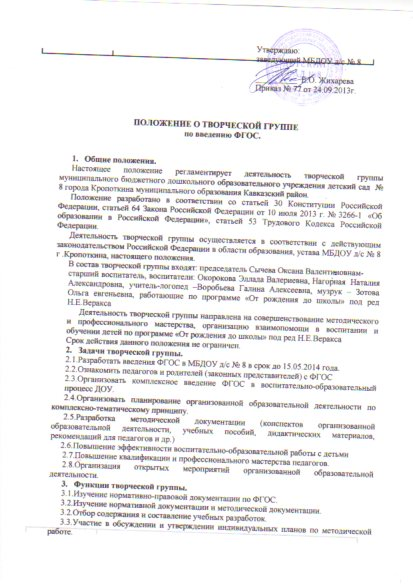 Утверждаю:
заведующий МБДОУ д/с № 8
В.О. Жихарева
Приказ № 77 от 24.09.2013г.
ПОЛОЖЕНИЕ О ТВОРЧЕСКОЙ ГРУППЕ
по введению ФГОС.
1. Общие положения.
Настоящее положение регламентирует деятельность творческой группы
муниципального бюджетного дошкольного образовательного учреждения детский сад №
8 города Кропоткина муниципального образования Кавказский район.
Положение разработано в соответствии со статьей 30 Конституции Российской
Федерации, статьей 64 Закона Российской Федерации от 10 июля 2013 г. № 3266-1 «Об
образовании в Российской Федерации», статьей 53 Трудового Кодекса Российской
Федерации.
Деятельность творческой группы осуществляется в соответствии с действующим
законодательством Российской Федерации в области образования, устава МБДОУ д/с № 8
г .Кропоткина, настоящего положения.
В состав творческой группы входят: председатель Сычева Оксана Валентиновнам-
старший воспитатель, воспитатели: Окорокова Эллада Валериевна, Нагорная Наталия
Александровна, учитель-логопед –Воробьева Галина Алексеевна, музрук – Зотова
Ольга евгеньевна, работающие по программе «От рождения до школы» под ред
Н.Е.Веракса
Деятельность творческой группы направлена на совершенствование методического
и профессионального мастерства, организацию взаимопомощи в воспитании и
обучении детей по программе «От рождения до школы» под ред Н.Е.Веракса
Срок действия данного положения не ограничен.
2. Задачи творческой группы.
2.1.Разработать введения ФГОС в МБДОУ д/с № 8 в срок до 15.05.2014 года.
2.2.Ознакомить педагогов и родителей (законных представителей) с ФГОС
2.3.Организовать комплексное введение ФГОС в воспитательно-образовательный
процесс ДОУ.
2.4.Организовать планирование организованной образовательной деятельности по
комплексно-тематическому принципу.
2.5.Разработка методической документации (конспектов организованной
образовательной деятельности, учебных пособий, дидактических материалов,
рекомендаций для педагогов и др.)
2.6.Повышение эффективности воспитательно-образовательной работы с детьми
2.7.Повышение квалификации и профессионального мастерства педагогов.
2.8.Организация открытых мероприятий организованной образовательной
деятельности.
3. Функции творческой группы.
3.1.Изучение нормативно-правовой документации по ФГОС.
3.2.Изучение нормативной документации и методической документации.
3.2.Отбор содержания и составление учебных разработок.
3.3.Участие в обсуждении и утверждении индивидуальных планов по методической
работе.